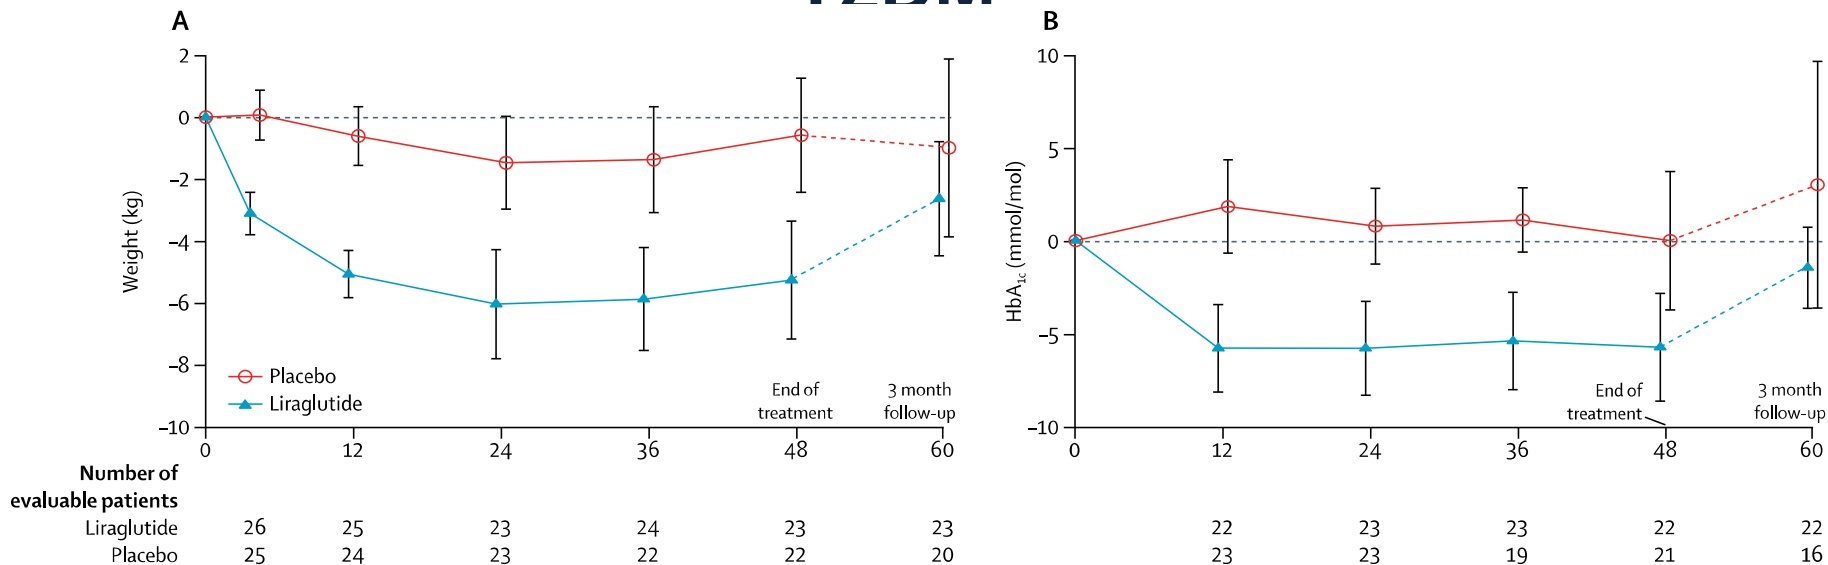 A
B
2
0
−2
−4
−6
−8
−10
Weight (kg)
Placebo
Liraglutide
End of
treatment
3 month
follow-up
0
12
24
36
48
60
10
5
0
−5
−10
HbA1c (mmol/mol)
End of
treatment
3 month
follow-up
0
12
24
36
48
60
Number of
evaluable patients
Liraglutide 26 25 23 24 23 23 22 23 23 22 22
Placebo 25 24 23 22 22 20 23 23 19 21 16